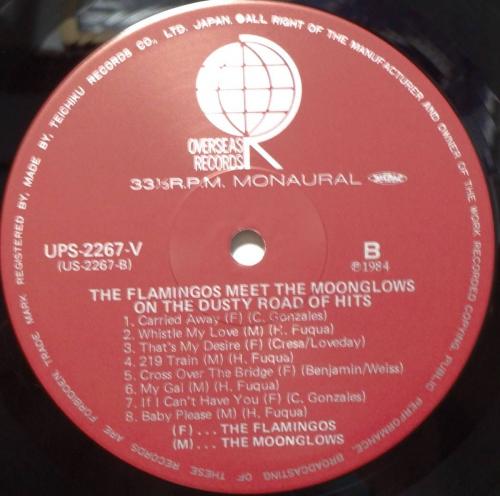 TRADE MARK REGISTERED BY, MADE BY, TEICHIKU RECORDS CO., LTD. JAPAN. ℗ALL RIGHT OF THE MANUFACTURER AND OWNER OF THE WORK RECORDED COPYING PUBLIC PERFORMANCE, BROADCASTING OF THESE RECORDS ARE FORBIDDEN
OVERSEAS
RECORDS
33⅓R.P.M. MONAURAL
UPS-2267-V
(US-2267-B)
B
℗1984
THE FLAMINGOS MEET THE MOONGLOWS
ON THE DUSTY ROAD OF HITS
1. Carried Away (F) (C. Gonzales)
2. Whistle My Love (M) (H. Fuqua)
3. That's My Desire (F) (Cresa/Loveday)
4. 219 Train (M) (H. Fuqua)
5. Cross Over The Bridge (F) (Benjamin/Weiss)
6. My Gal (M) (H. Fuqua)
7. If I Can't Have You (F) (C. Gonzales)
8. Baby Please (M) (H. Fuqua)
(F) . . . THE FLAMINGOS
(M) . . . THE MOONGLOWS